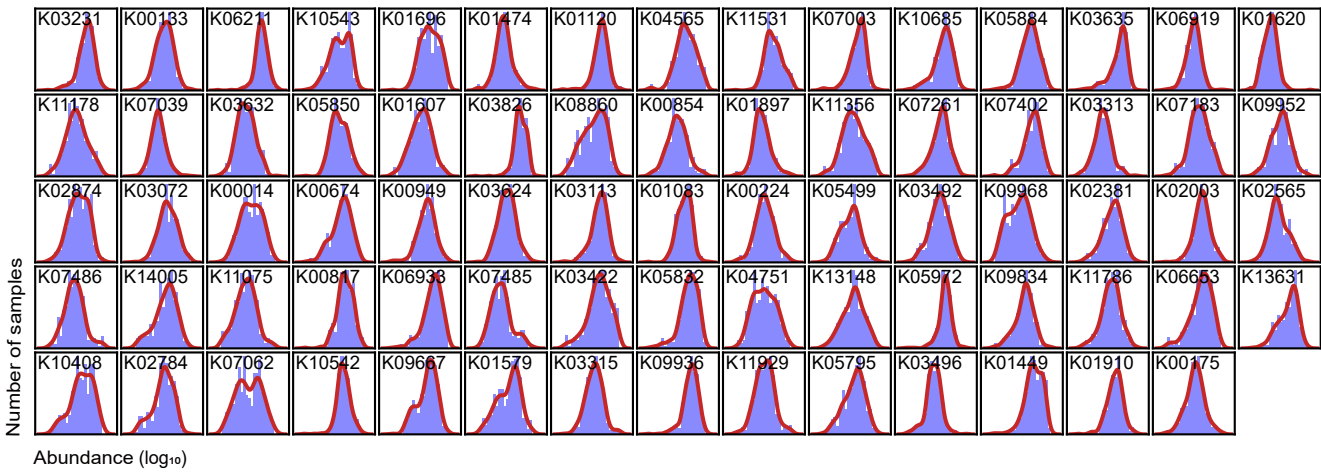 K03231 K00133 K06211 K10543 K01696 K01474 K01120 K04565 K11531 K07003 K10685 K05884 K03635 K06919 K01620
K11178 K07039 K03632 K05850 K01607 K03826 K08860 K00854 K01897 K11356 K07261 K07402 K03313 K07183 K09952
K02874 K03072 K00014 K00674 K00949 K03624 K03113 K01083 K00224 K05499 K03492 K09968 K02381 K02003 K02565
K07486 K14005 K11075 K00817 K06938 K07485 K03422 K05832 K04751 K13148 K05972 K09834 K11786 K06653 K13631
K10408 K02784 K07062 K10542 K09667 K01579 K03315 K09936 K11929 K05795 K03496 K01449 K01910 K00175
Number of samples
Abundance (log₁₀)